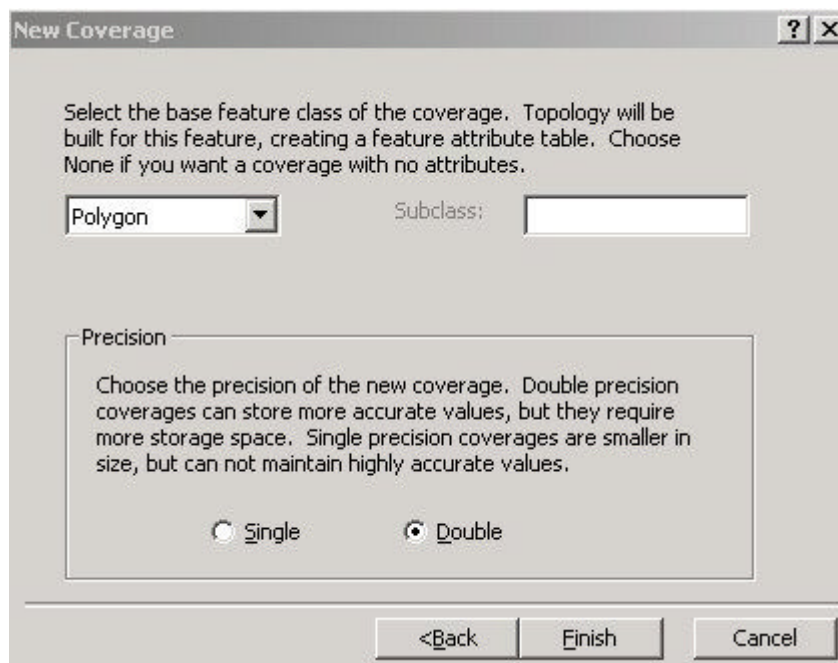 New Coverage
? X
Select the base feature class of the coverage. Topology will be
built for this feature, creating a feature attribute table. Choose
None if you want a coverage with no attributes.
Polygon Subclass:
Precision
Choose the precision of the new coverage. Double precision
coverages can store more accurate values, but they require
more storage space. Single precision coverages are smaller in
size, but can not maintain highly accurate values.
Single Double
<Back Finish Cancel